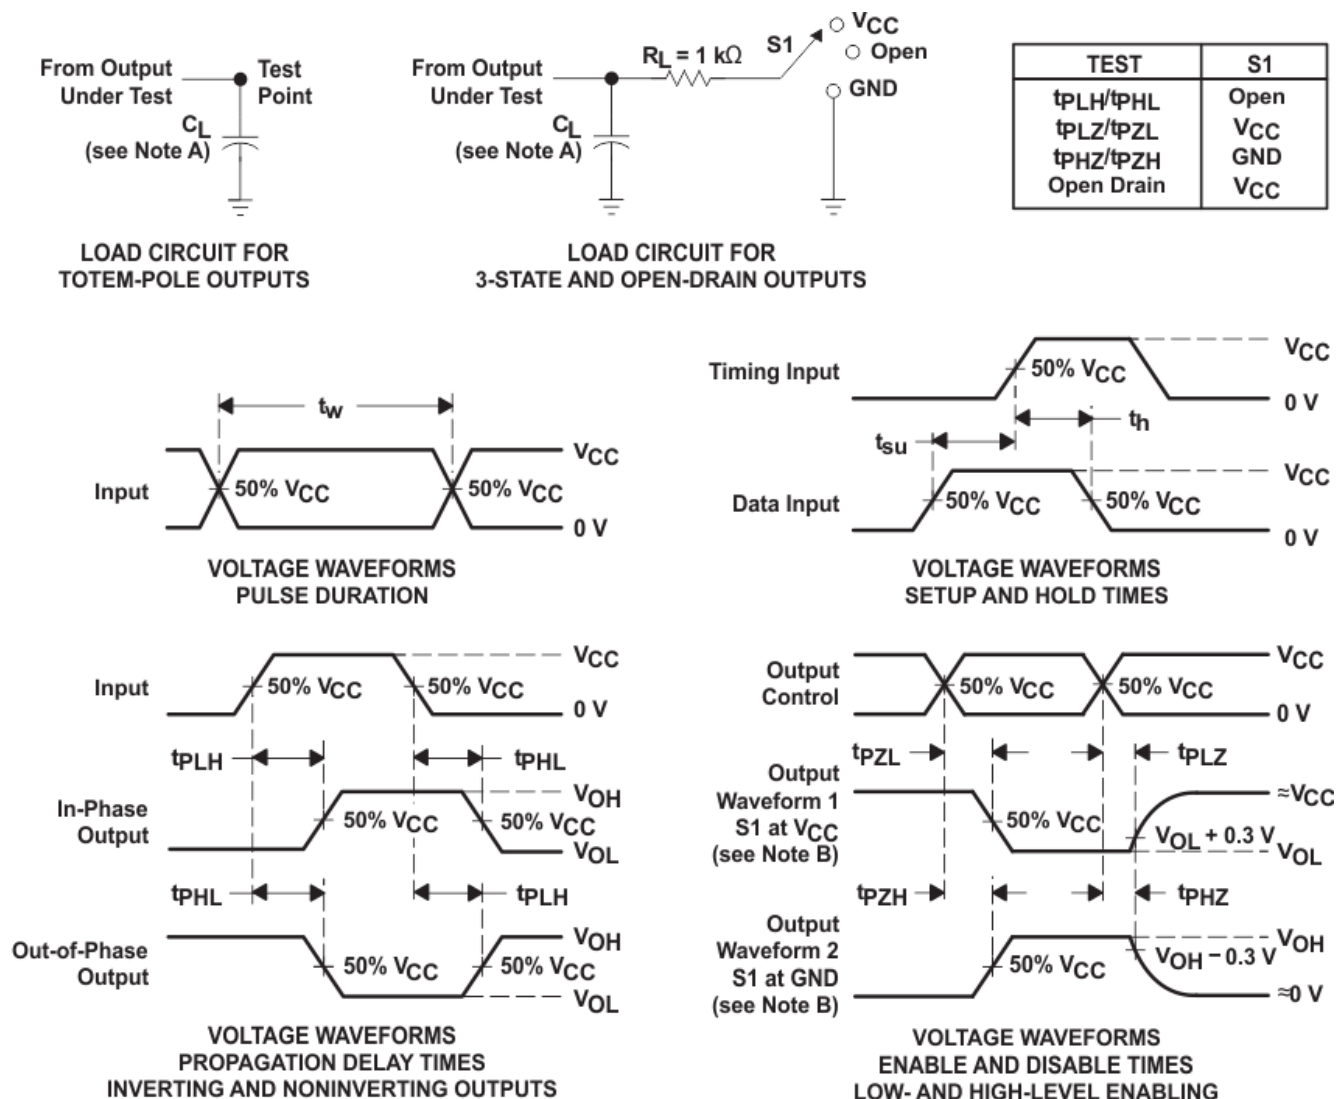 From Output
Under Test
Test
Point
CL
(see Note A)
LOAD CIRCUIT FOR
TOTEM-POLE OUTPUTS
From Output
Under Test
RL = 1 kΩ
S1
VCC
Open
GND
CL
(see Note A)
LOAD CIRCUIT FOR
3-STATE AND OPEN-DRAIN OUTPUTS
TEST S1
tPLH/tPHL Open
tPLZ/tPZL VCC
tPHZ/tPZH GND
Open Drain VCC
tw
Input
50% VCC
50% VCC
VCC
0 V
VOLTAGE WAVEFORMS
PULSE DURATION
Timing Input
50% VCC
VCC
0 V
tsu
th
Data Input
50% VCC
50% VCC
VCC
0 V
VOLTAGE WAVEFORMS
SETUP AND HOLD TIMES
Input
50% VCC
50% VCC
VCC
0 V
tPLH
tPHL
In-Phase
Output
50% VCC
50% VCC
VOH
VOL
tPHL
tPLH
Out-of-Phase
Output
50% VCC
50% VCC
VOH
VOL
VOLTAGE WAVEFORMS
PROPAGATION DELAY TIMES
INVERTING AND NONINVERTING OUTPUTS
Output
Control
50% VCC
50% VCC
VCC
0 V
tPZL
tPLZ
Output
Waveform 1
S1 at VCC
(see Note B)
50% VCC
VOL + 0.3 V
≈VCC
VOL
tPZH
tPHZ
Output
Waveform 2
S1 at GND
(see Note B)
50% VCC
VOH − 0.3 V
VOH
≈0 V
VOLTAGE WAVEFORMS
ENABLE AND DISABLE TIMES
LOW- AND HIGH-LEVEL ENABLING